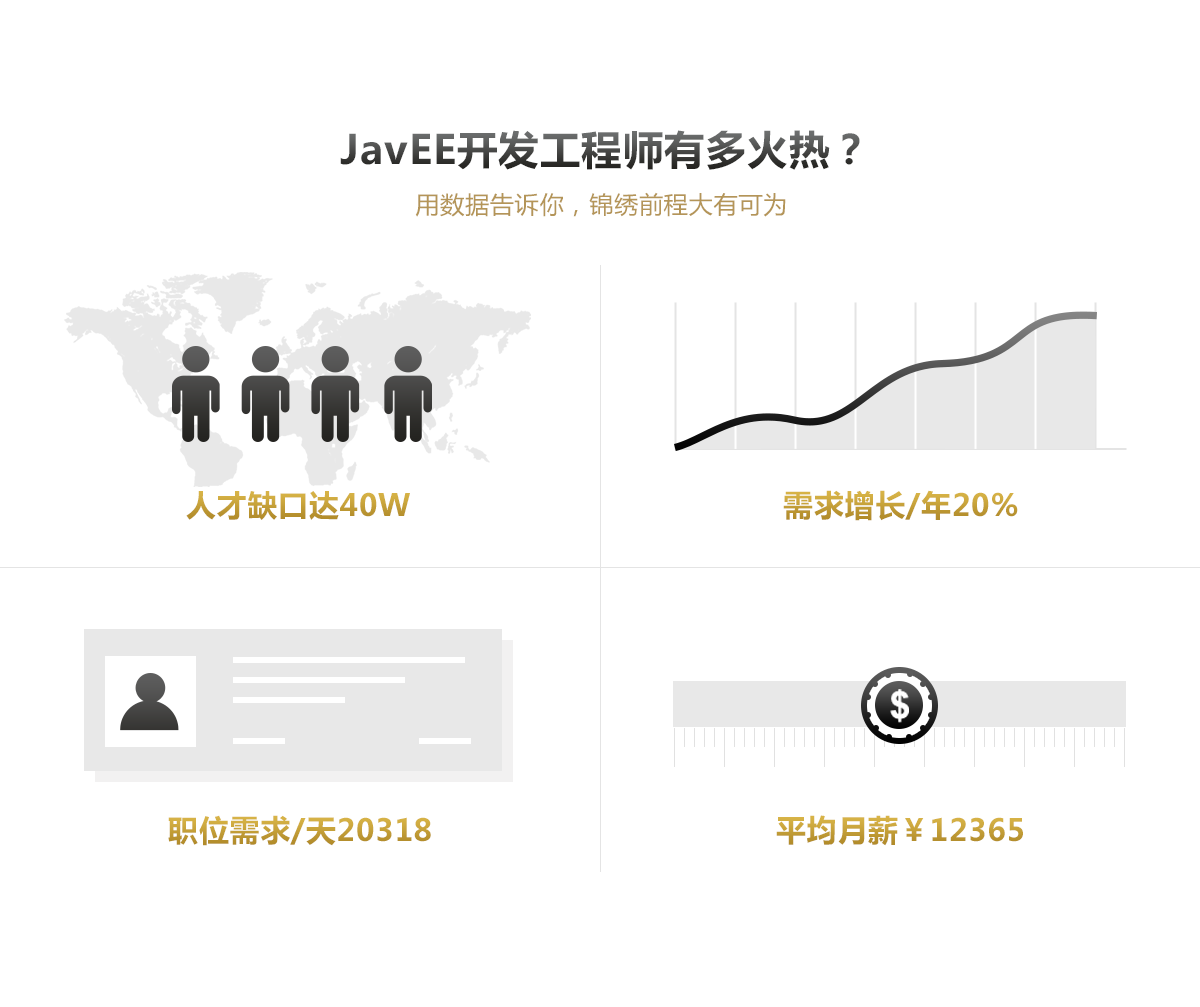 JavEE开发工程师有多火热？
用数据告诉你，锦绣前程大有可为
人才缺口达40W
需求增长/年20%
$
职位需求/天20318
平均月薪￥12365